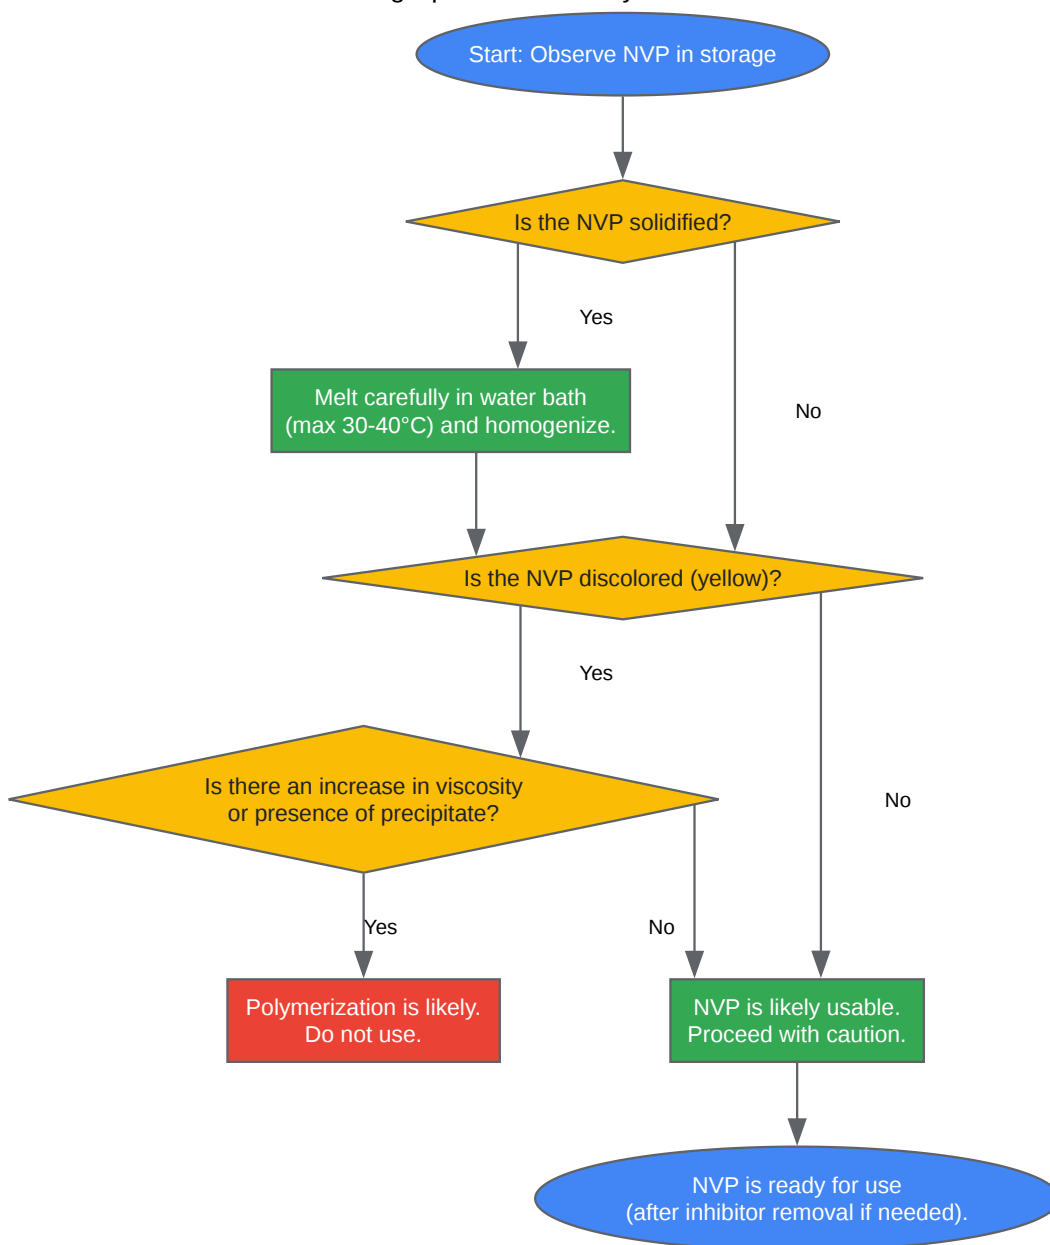 Start: Observe NVP in storage
Is the NVP solidified?
Yes
Melt carefully in water bath
(max 30-40°C) and homogenize.
No
Is the NVP discolored (yellow)?
Yes
Is there an increase in viscosity
or presence of precipitate?
No
Yes
No
Polymerization is likely.
Do not use.
NVP is likely usable.
Proceed with caution.
NVP is ready for use
(after inhibitor removal if needed).